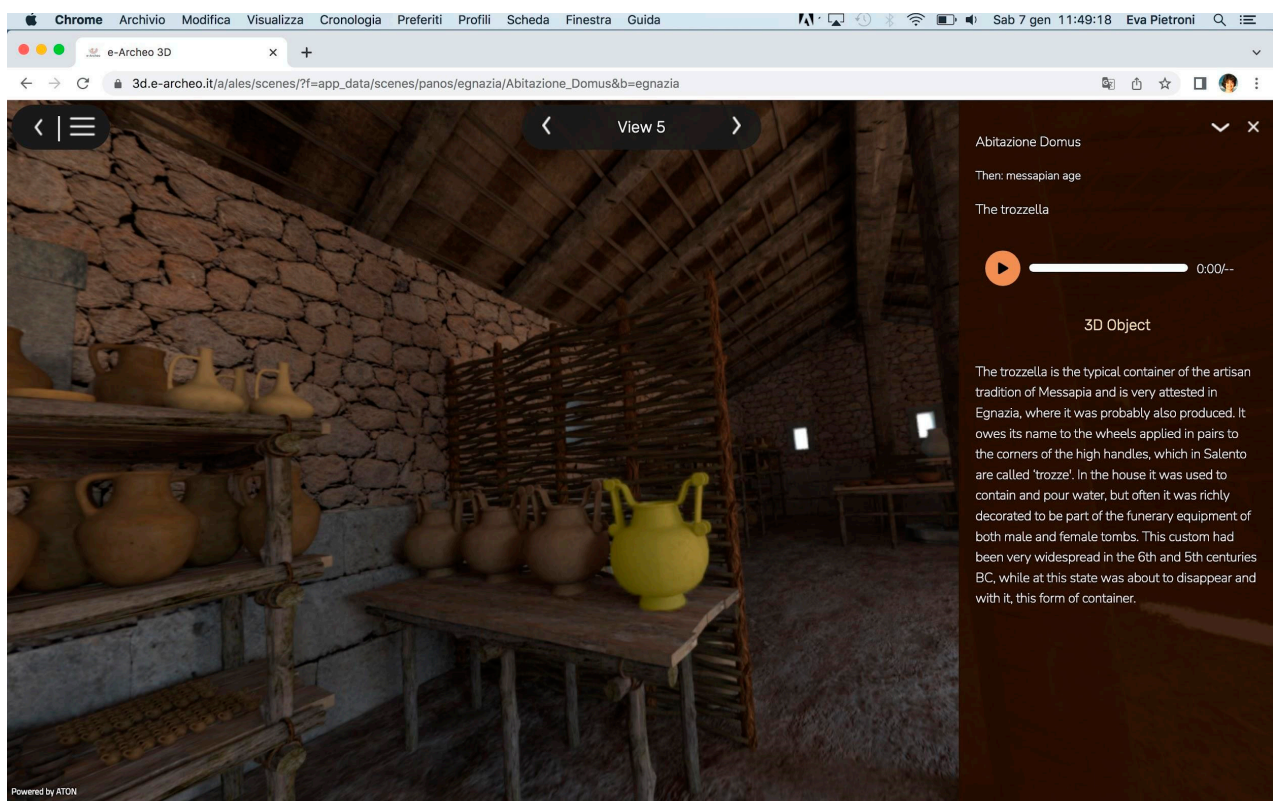 Chrome Archivio Modifica Visualizza Cronologia Preferiti Profili Scheda Finestra Guida Sab 7 gen 11:49:18 Eva Pietroni
e-Archeo 3D
3d.e-archeo.it/a/ales/scenes/?f=app_data/scenes/panos/egnazia/Abitazione_Domus&b=egnazia
View 5
Abitazione Domus
Then: messapian age
The trozzella
0:00/--
3D Object
The trozzella is the typical container of the artisan
tradition of Messapia and is very attested in
Egnazia, where it was probably also produced. It
owes its name to the wheels applied in pairs to
the corners of the high handles, which in Salento
are called 'trozze'. In the house it was used to
contain and pour water, but often it was richly
decorated to be part of the funerary equipment of
both male and female tombs. This custom had
been very widespread in the 6th and 5th centuries
BC, while at this state was about to disappear and
with it, this form of container.
Powered by ATON